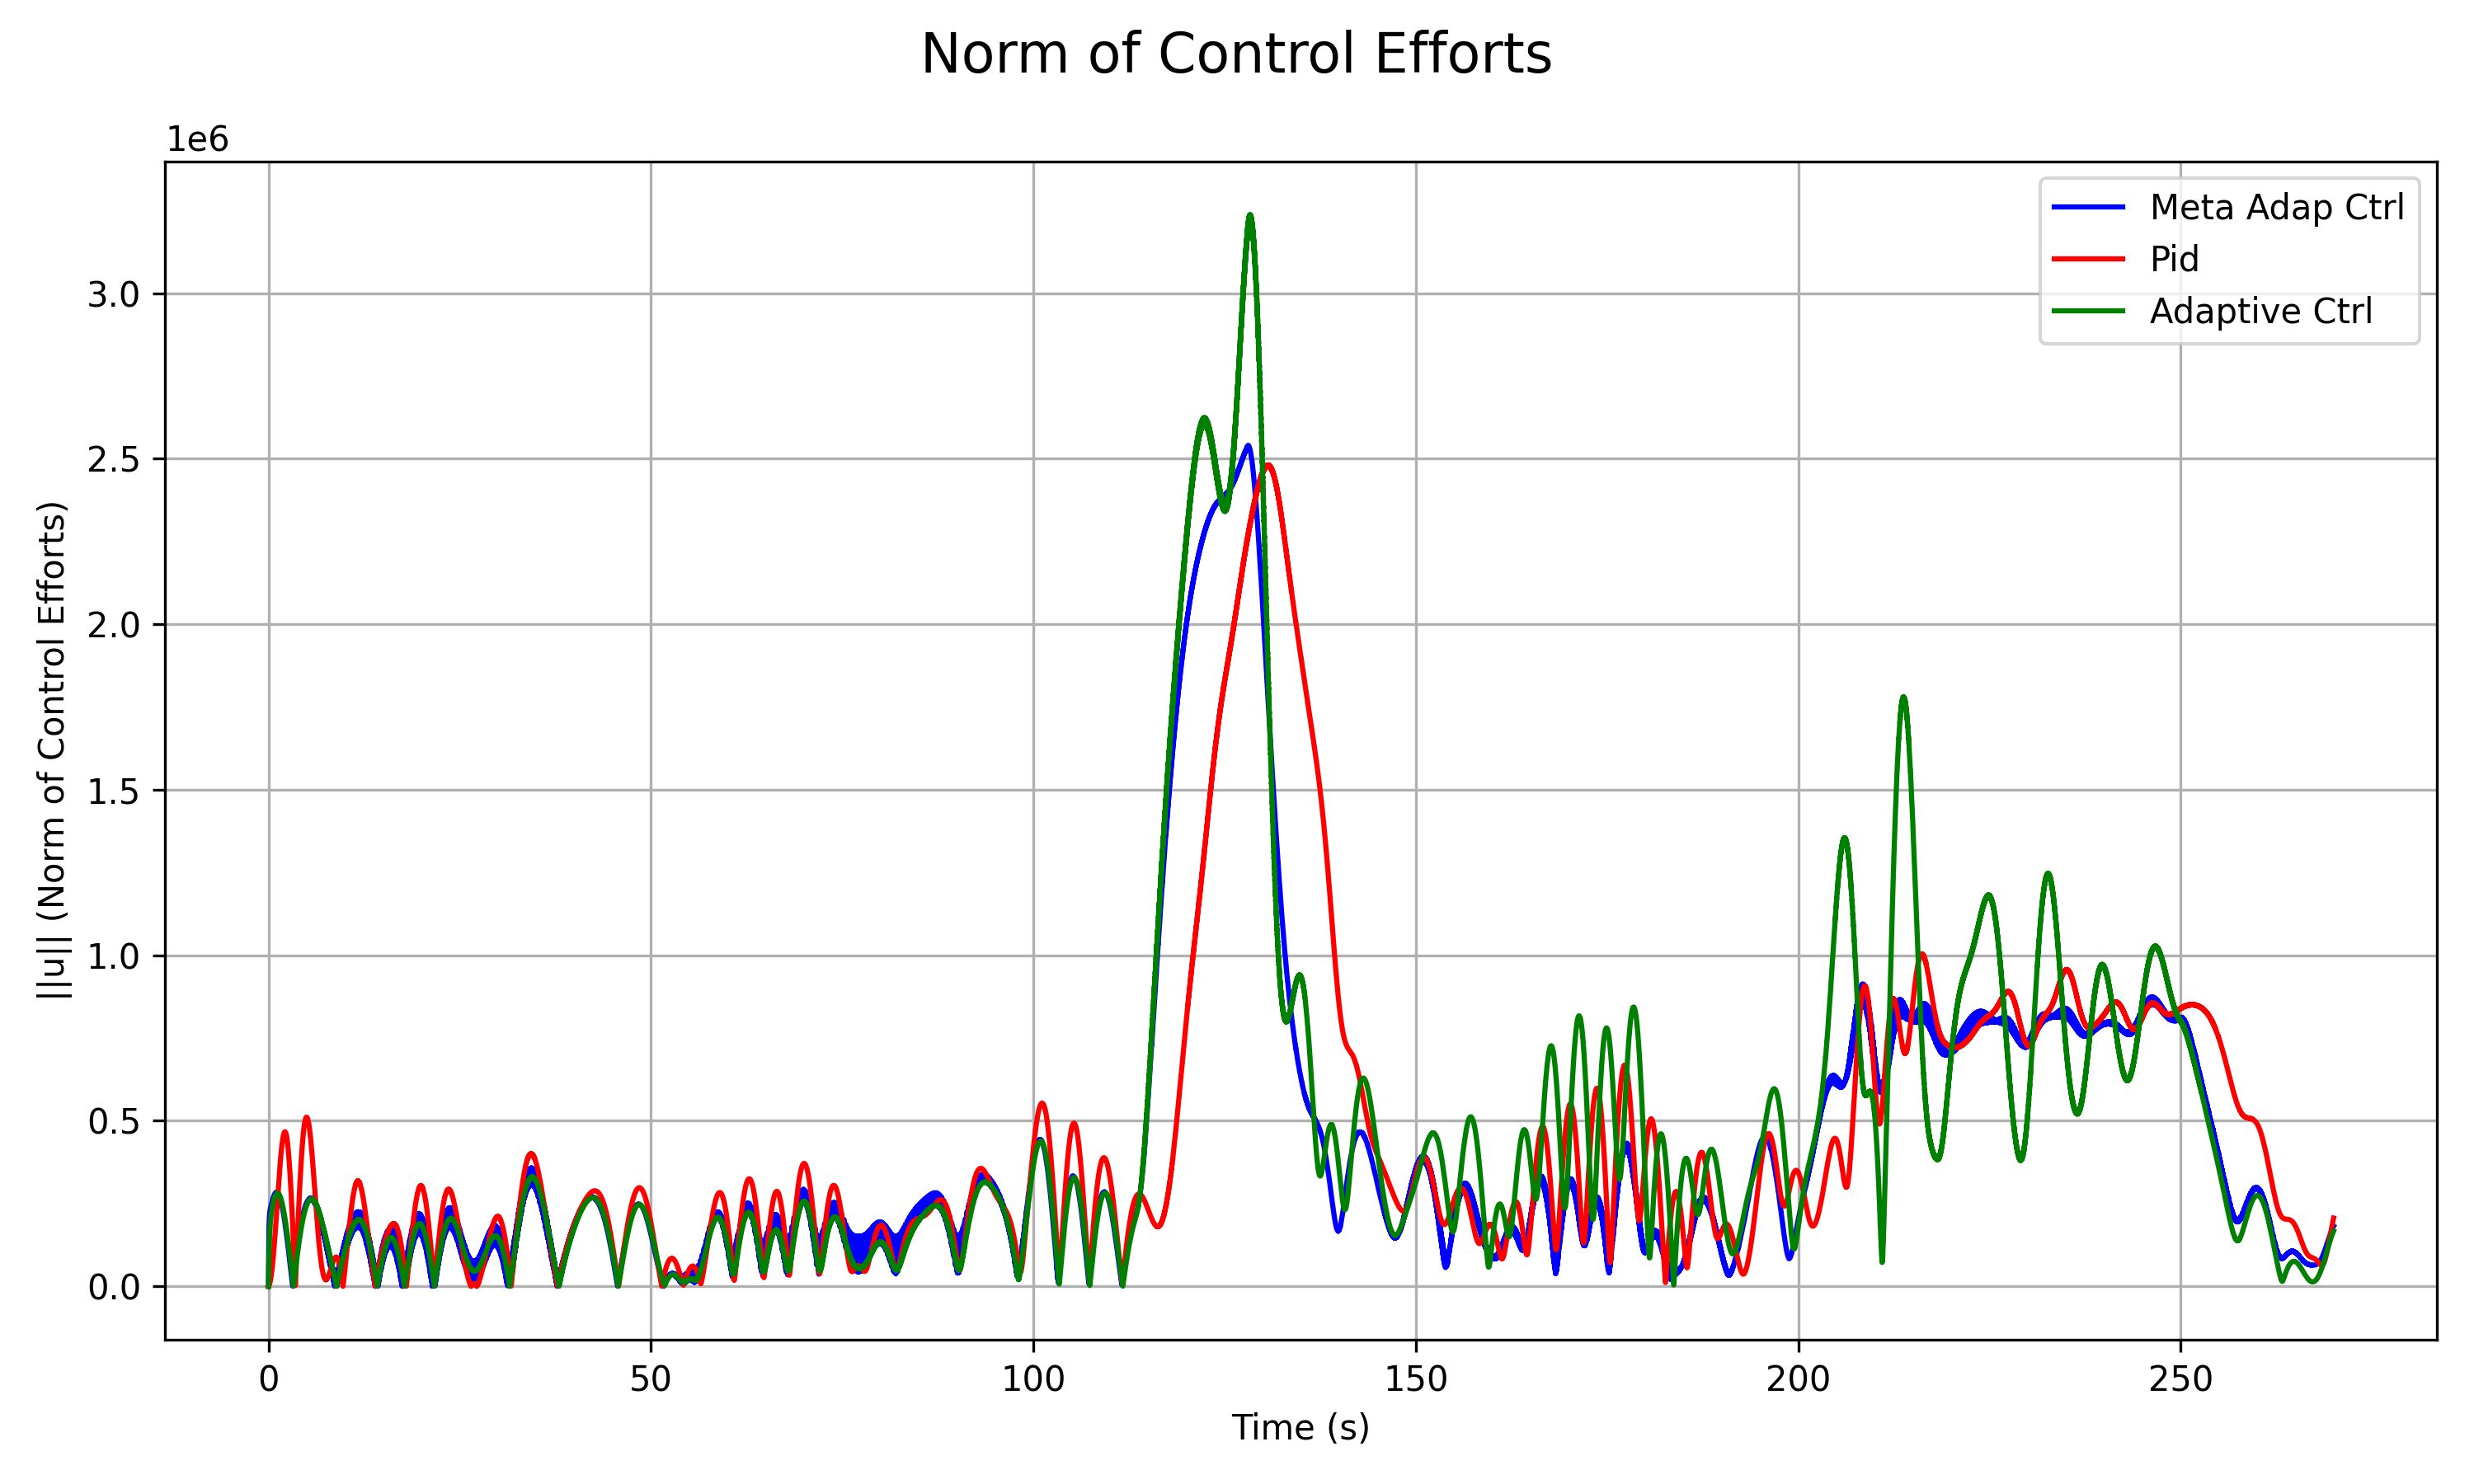 Norm of Control Efforts
1e6
Meta Adap Ctrl
Pid
Adaptive Ctrl
3.0
2.5
2.0
1.5
1.0
0.5
0.0
||u|| (Norm of Control Efforts)
0 50 100 150 200 250
Time (s)